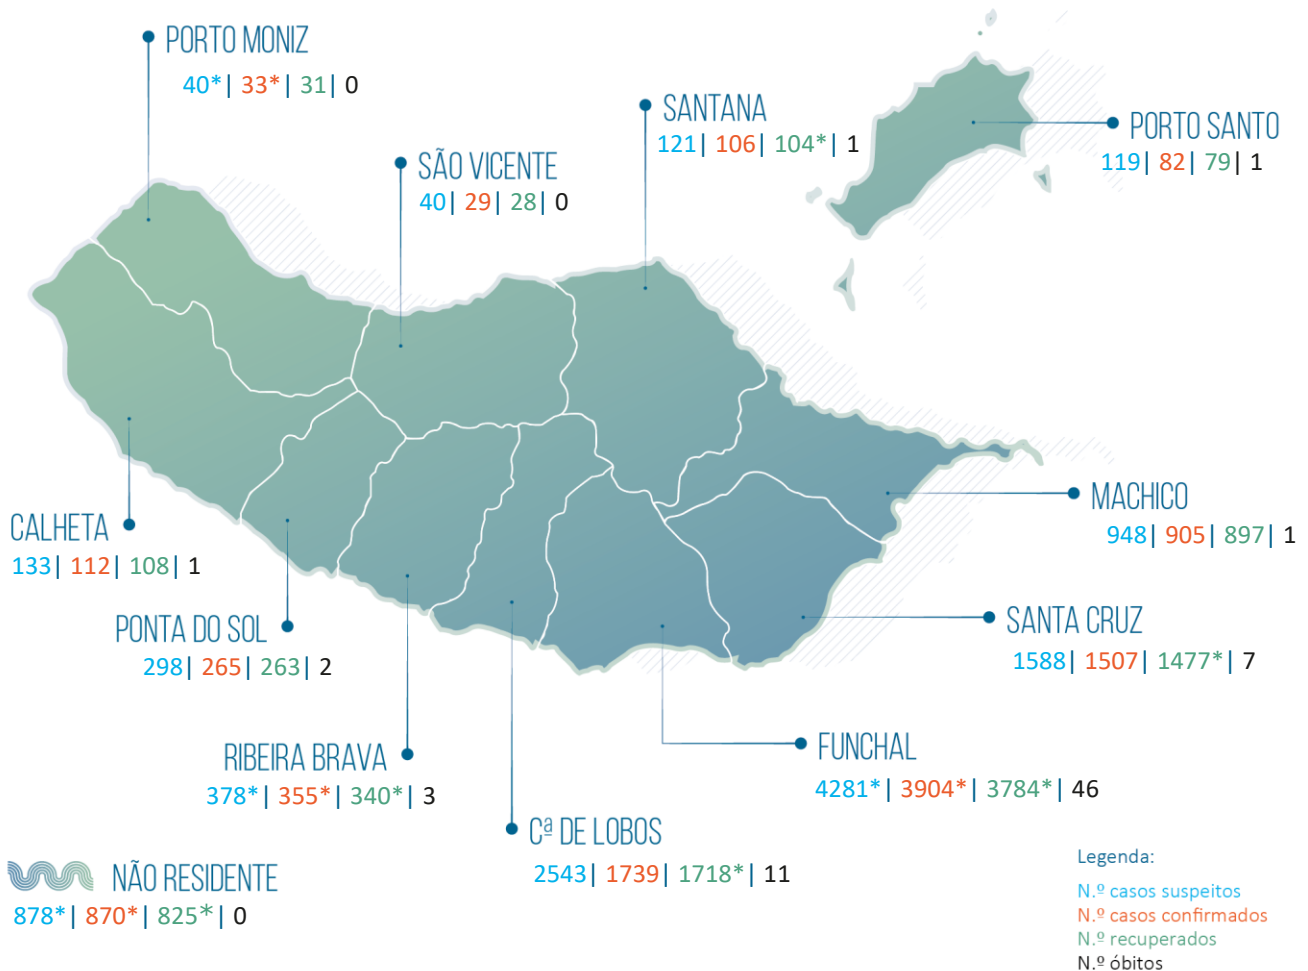 PORTO MONIZ
40*| 33*| 31| 0
SANTANA
121| 106| 104*| 1
PORTO SANTO
119| 82| 79| 1
SÃO VICENTE
40| 29| 28| 0
MACHICO
948| 905| 897| 1
CALHETA
133| 112| 108| 1
SANTA CRUZ
1588| 1507| 1477*| 7
PONTA DO SOL
298| 265| 263| 2
FUNCHAL
4281*| 3904*| 3784*| 46
RIBEIRA BRAVA
378*| 355*| 340*| 3
Cª DE LOBOS
2543| 1739| 1718*| 11
NÃO RESIDENTE
878*| 870*| 825*| 0
Legenda:
N.º casos suspeitos
N.º casos confirmados
N.º recuperados
N.º óbitos